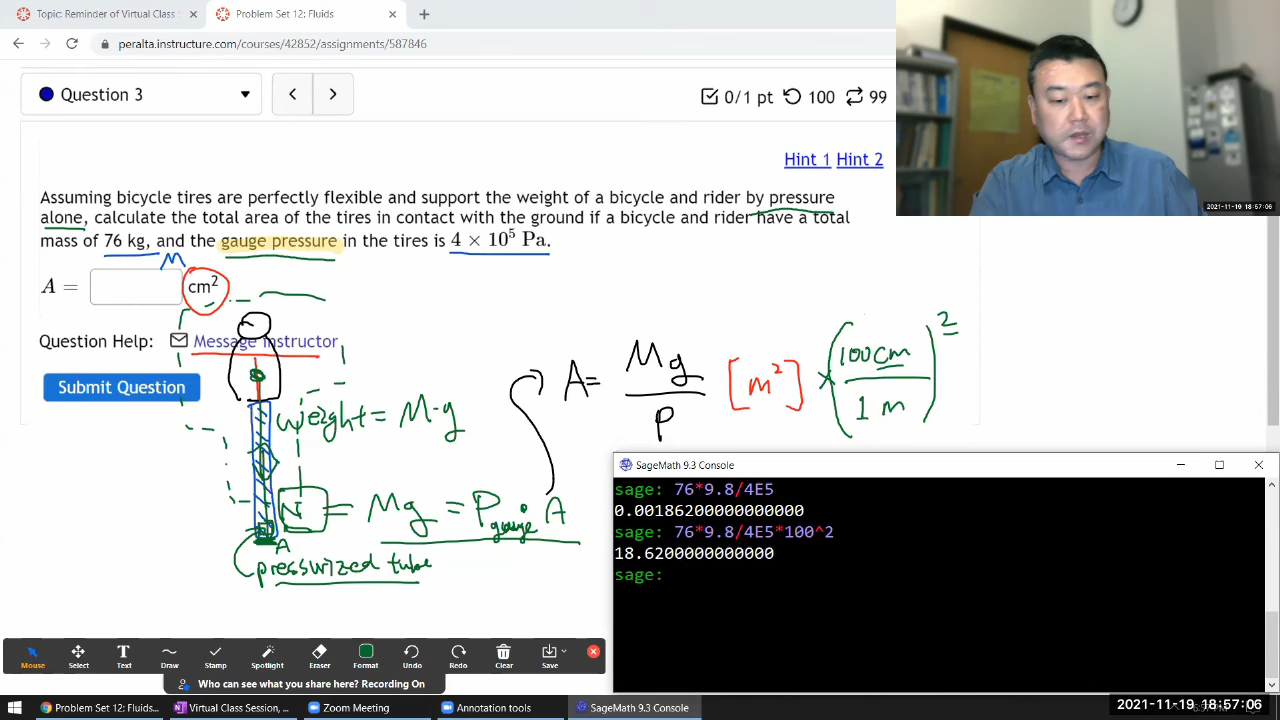 Topic: Reminder of Virtual Class
Problem Set 12: Fluids
peralta.instructure.com/courses/42852/assignments/587846
Question 3
0/1 pt 100 99
Hint 1 Hint 2
Assuming bicycle tires are perfectly flexible and support the weight of a bicycle and rider by pressure
alone, calculate the total area of the tires in contact with the ground if a bicycle and rider have a total
mass of 76 kg, and the gauge pressure in the tires is 4 × 10⁵ Pa.
M
A = cm²
Question Help: Message instructor
Submit Question
weight = M·g
N = Mg = P gauge · A
A
pressurized tube
A = Mg / P [m²] × (100 cm / 1 m)²
SageMath 9.3 Console
sage: 76*9.8/4E5
0.00186200000000000
sage: 76*9.8/4E5*100^2
18.6200000000000
sage:
Mouse Select Text Draw Stamp Spotlight Eraser Format Undo Redo Clear Save
Who can see what you share here? Recording On
Problem Set 12: Fluids... Virtual Class Session, ... Zoom Meeting Annotation tools SageMath 9.3 Console
2021-11-19 18:57:06
2021-11-19 18:57:06